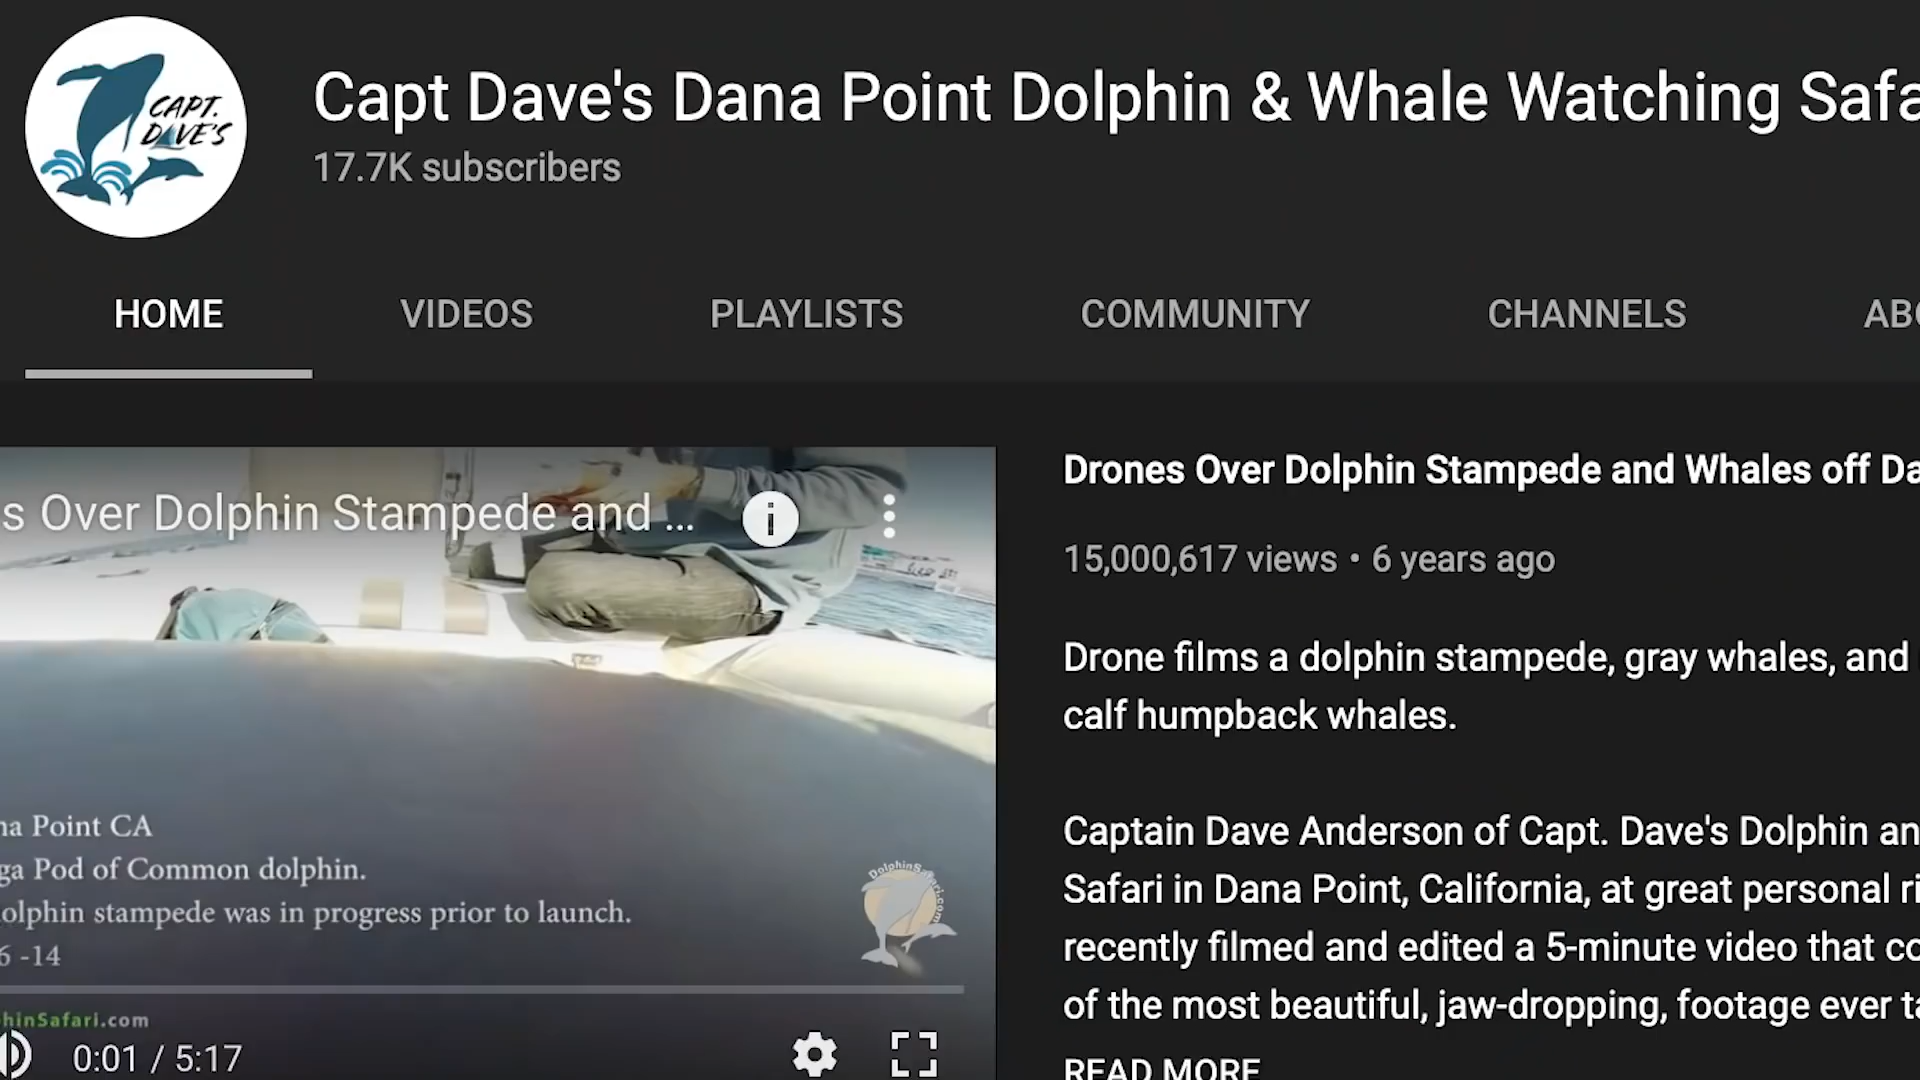 CAPT.
DAVE'S
Capt Dave's Dana Point Dolphin & Whale Watching Safa
17.7K subscribers
HOME VIDEOS PLAYLISTS COMMUNITY CHANNELS ABO
s Over Dolphin Stampede and ...
na Point CA
ga Pod of Common dolphin.
olphin stampede was in progress prior to launch.
6 -14
DolphinSafari.com
hinSafari.com
0:01 / 5:17
Drones Over Dolphin Stampede and Whales off Da
15,000,617 views • 6 years ago
Drone films a dolphin stampede, gray whales, and
calf humpback whales.
Captain Dave Anderson of Capt. Dave's Dolphin an
Safari in Dana Point, California, at great personal ri
recently filmed and edited a 5-minute video that co
of the most beautiful, jaw-dropping, footage ever ta
READ MORE